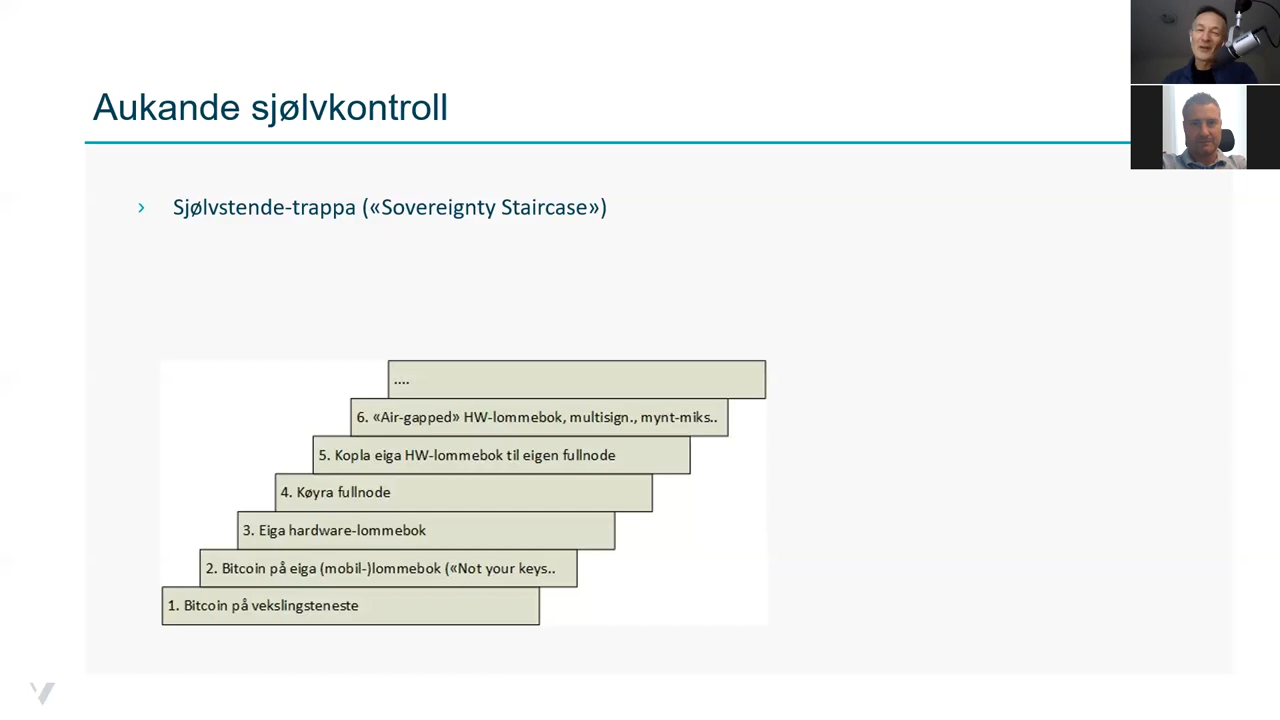 Aukande sjølvkontroll
› Sjølvstende-trappa («Sovereignty Staircase»)
....
6. «Air-gapped» HW-lommebok, multisign., mynt-miks..
5. Kopla eiga HW-lommebok til eigen fullnode
4. Køyra fullnode
3. Eiga hardware-lommebok
2. Bitcoin på eiga (mobil-)lommebok («Not your keys..
1. Bitcoin på vekslingsteneste